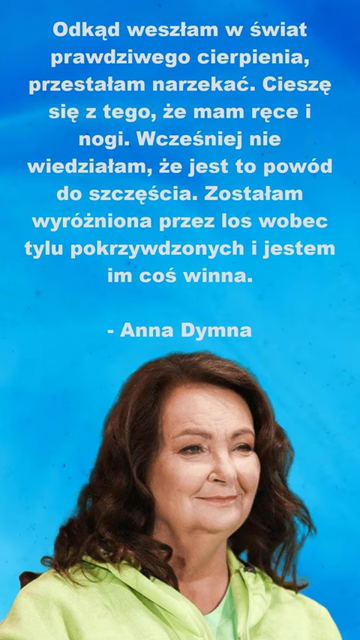 Odkąd weszłam w świat
prawdziwego cierpienia,
przestałam narzekać. Cieszę
się z tego, że mam ręce i
nogi. Wcześniej nie
wiedziałam, że jest to powód
do szczęścia. Zostałam
wyróżniona przez los wobec
tylu pokrzywdzonych i jestem
im coś winna.
- Anna Dymna